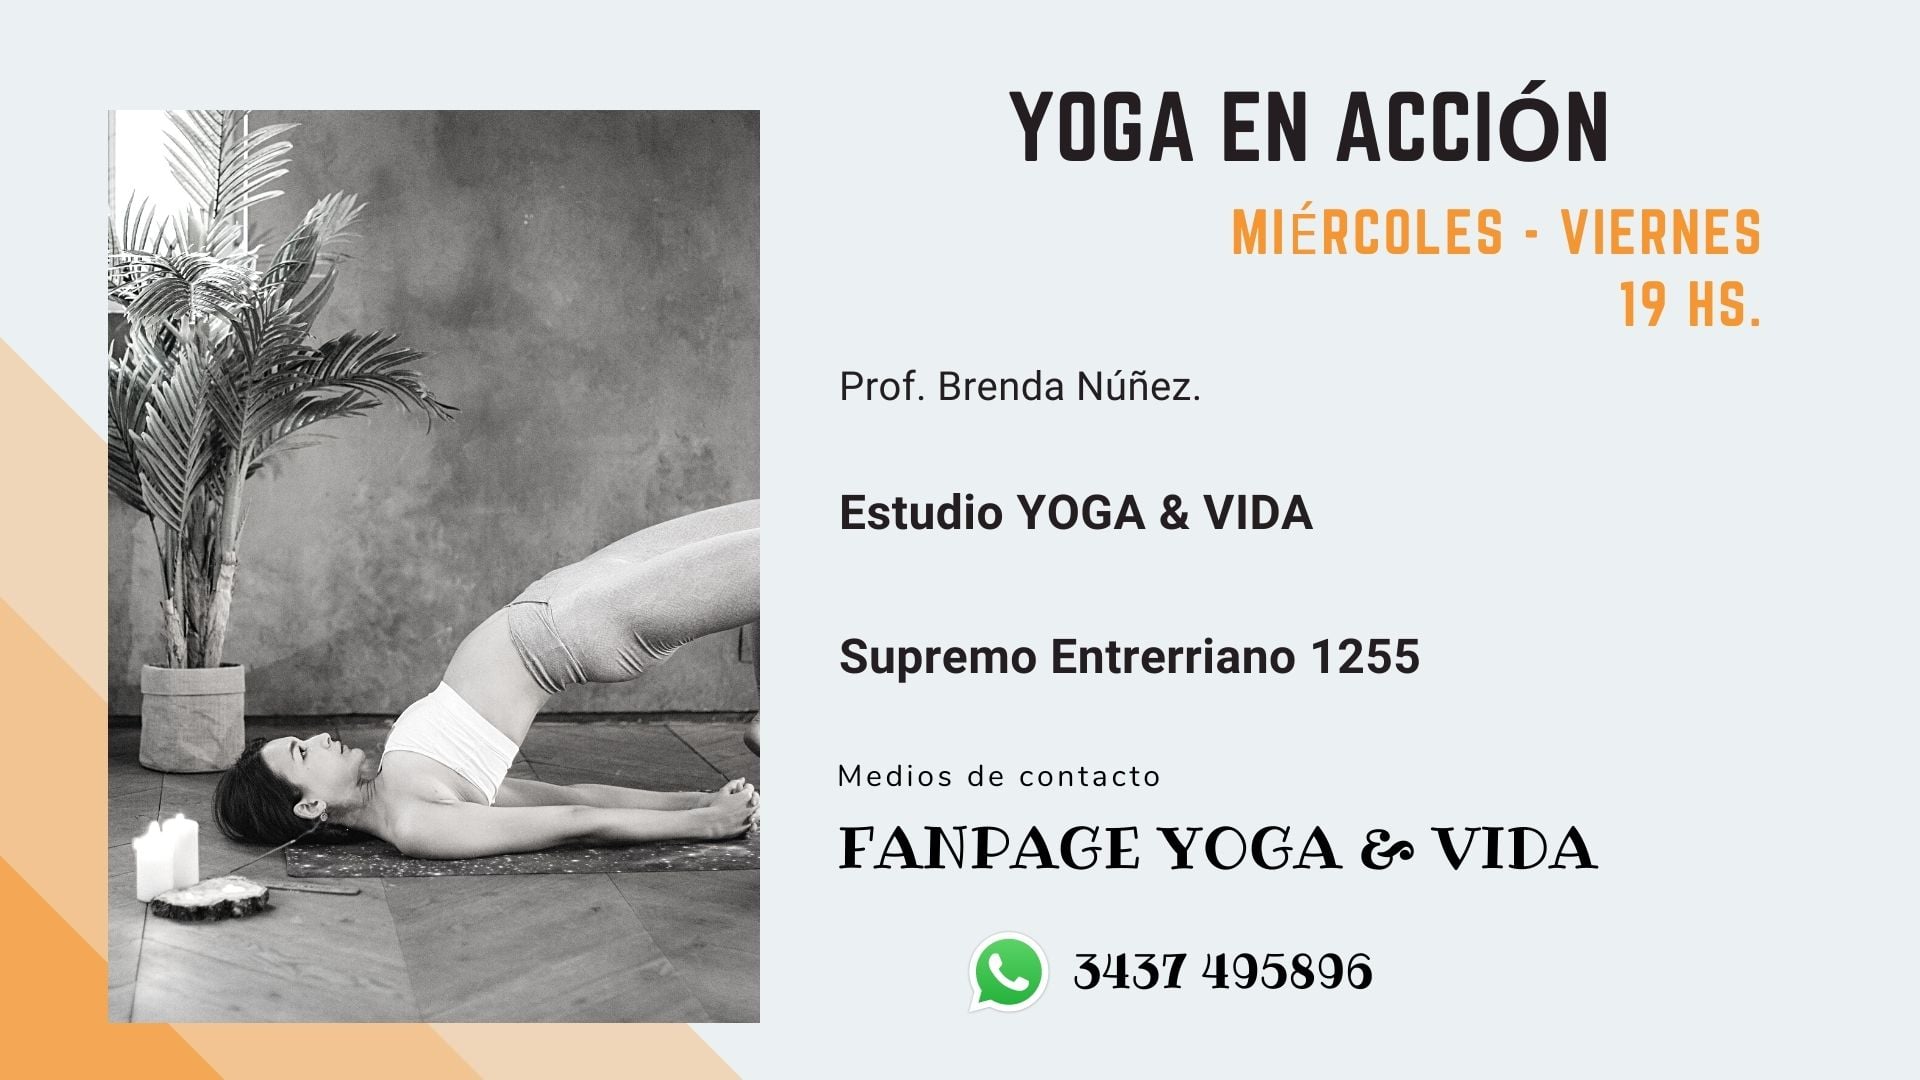 YOGA EN ACCIÓN
MIÉRCOLES - VIERNES
19 HS.
Prof. Brenda Núñez.
Estudio YOGA & VIDA
Supremo Entrerriano 1255
Medios de contacto
FANPAGE YOGA & VIDA
3437 495896